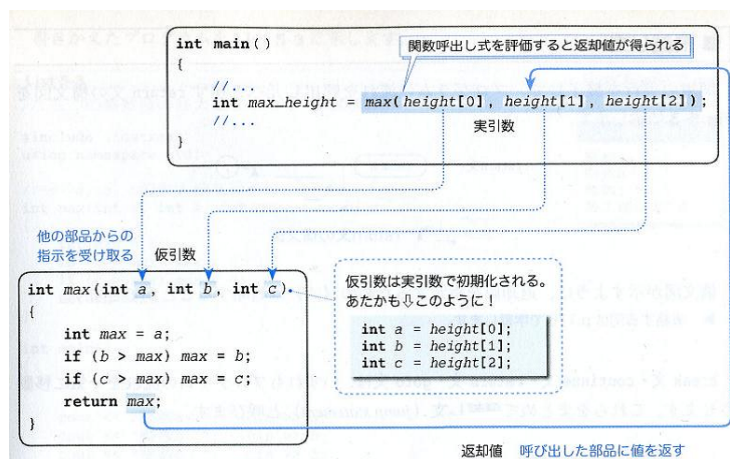 int main()
関数呼出し式を評価すると返却値が得られる
{
//...
int max_height = max(height[0], height[1], height[2]);
//...
実引数
}
他の部品からの
指示を受け取る
仮引数
int max(int a, int b, int c)
{
int max = a;
if (b > max) max = b;
if (c > max) max = c;
return max;
}
仮引数は実引数で初期化される。
あたかも⇩このように！
int a = height[0];
int b = height[1];
int c = height[2];
返却値 呼び出した部品に値を返す